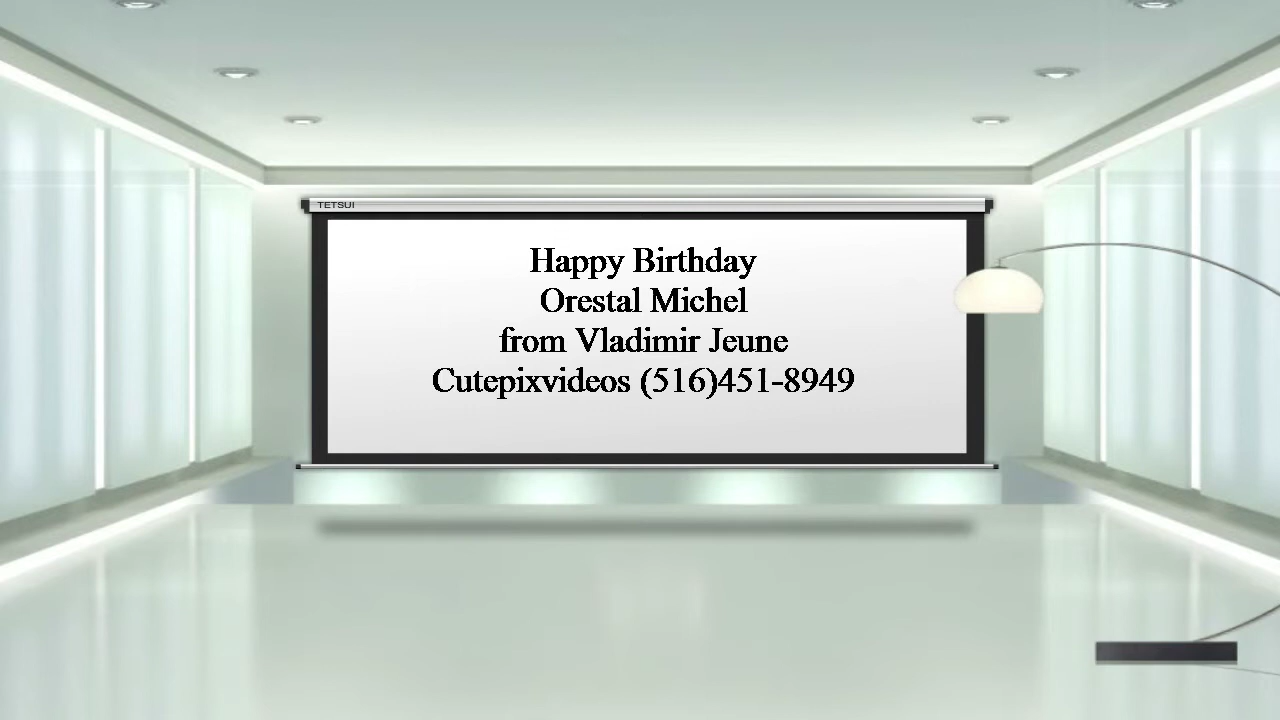 TETSUI
Happy Birthday
Orestal Michel
from Vladimir Jeune
Cutepixvideos (516)451-8949